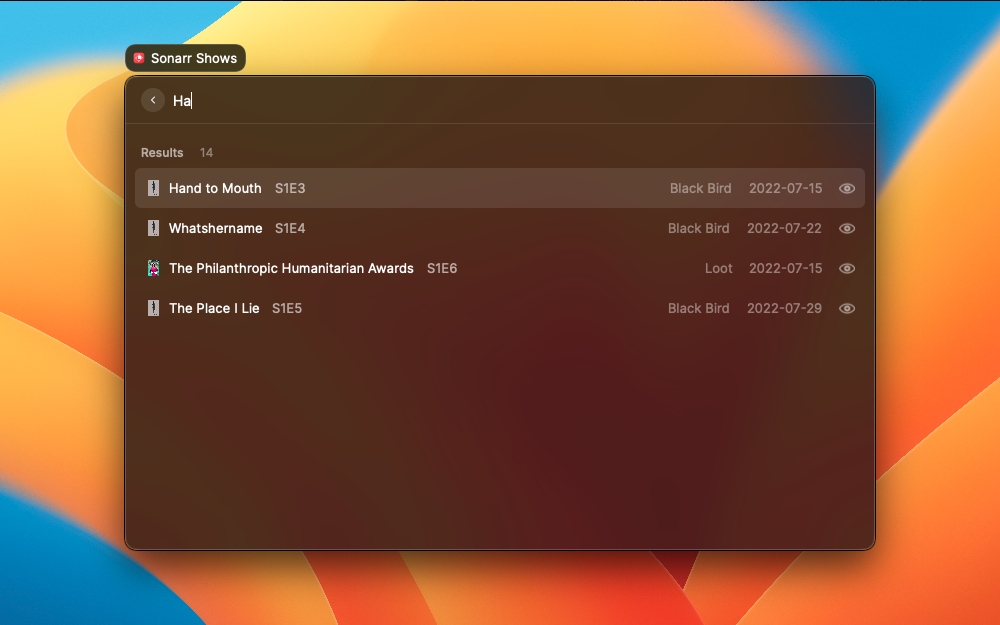 Sonarr Shows
Ha
Results 14
Hand to Mouth S1E3 Black Bird 2022-07-15
Whatshername S1E4 Black Bird 2022-07-22
The Philanthropic Humanitarian Awards S1E6 Loot 2022-07-15
The Place I Lie S1E5 Black Bird 2022-07-29